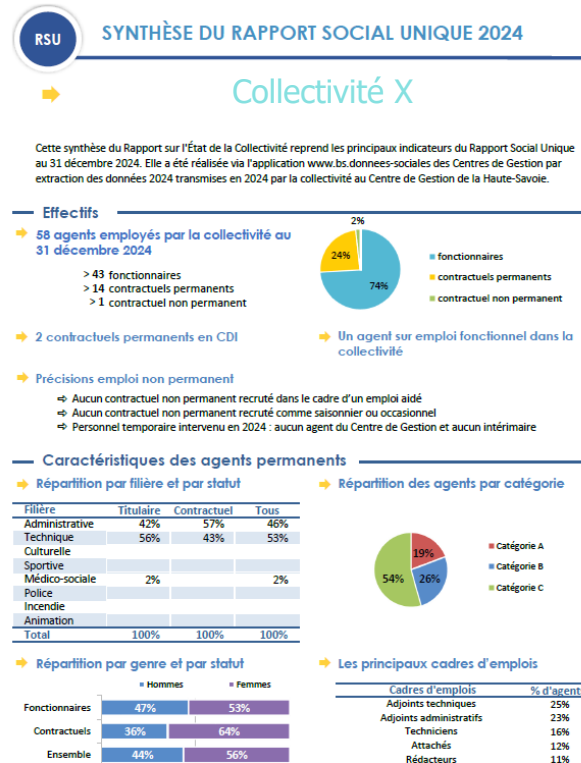 RSU
SYNTHÈSE DU RAPPORT SOCIAL UNIQUE 2024
Collectivité X
Cette synthèse du Rapport sur l'État de la Collectivité reprend les principaux indicateurs du Rapport Social Unique
au 31 décembre 2024. Elle a été réalisée via l'application www.bs.donnees-sociales des Centres de Gestion par
extraction des données 2024 transmises en 2024 par la collectivité au Centre de Gestion de la Haute-Savoie.
Effectifs
58 agents employés par la collectivité au
31 décembre 2024
> 43 fonctionnaires
> 14 contractuels permanents
> 1 contractuel non permanent
2%
24%
74%
fonctionnaires
contractuels permanents
contractuel non permanent
2 contractuels permanents en CDI
Un agent sur emploi fonctionnel dans la
collectivité
Précisions emploi non permanent
⇨ Aucun contractuel non permanent recruté dans le cadre d'un emploi aidé
⇨ Aucun contractuel non permanent recruté comme saisonnier ou occasionnel
⇨ Personnel temporaire intervenu en 2024 : aucun agent du Centre de Gestion et aucun intérimaire
Caractéristiques des agents permanents
Répartition par filière et par statut
Filière Titulaire Contractuel Tous
Administrative 42% 57% 46%
Technique 56% 43% 53%
Culturelle
Sportive
Médico-sociale 2% 2%
Police
Incendie
Animation
Total 100% 100% 100%
Répartition des agents par catégorie
19%
54% 26%
Catégorie A
Catégorie B
Catégorie C
Répartition par genre et par statut
Hommes Femmes
Fonctionnaires 47% 53%
Contractuels 36% 64%
Ensemble 44% 56%
Les principaux cadres d'emplois
Cadres d'emplois % d'agents
Adjoints techniques 25%
Adjoints administratifs 23%
Techniciens 16%
Attachés 12%
Rédacteurs 11%